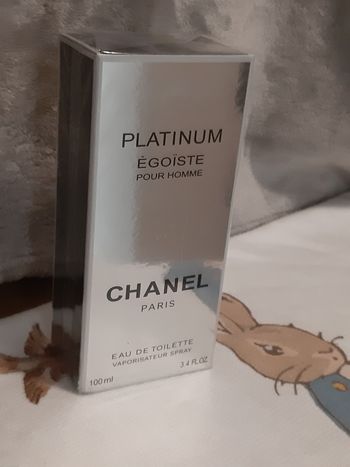 PLATINUM
ÉGOÏSTE
POUR HOMME
CHANEL
PARIS
EAU DE TOILETTE
VAPORISATEUR SPRAY
100 ml 3.4 FL.OZ